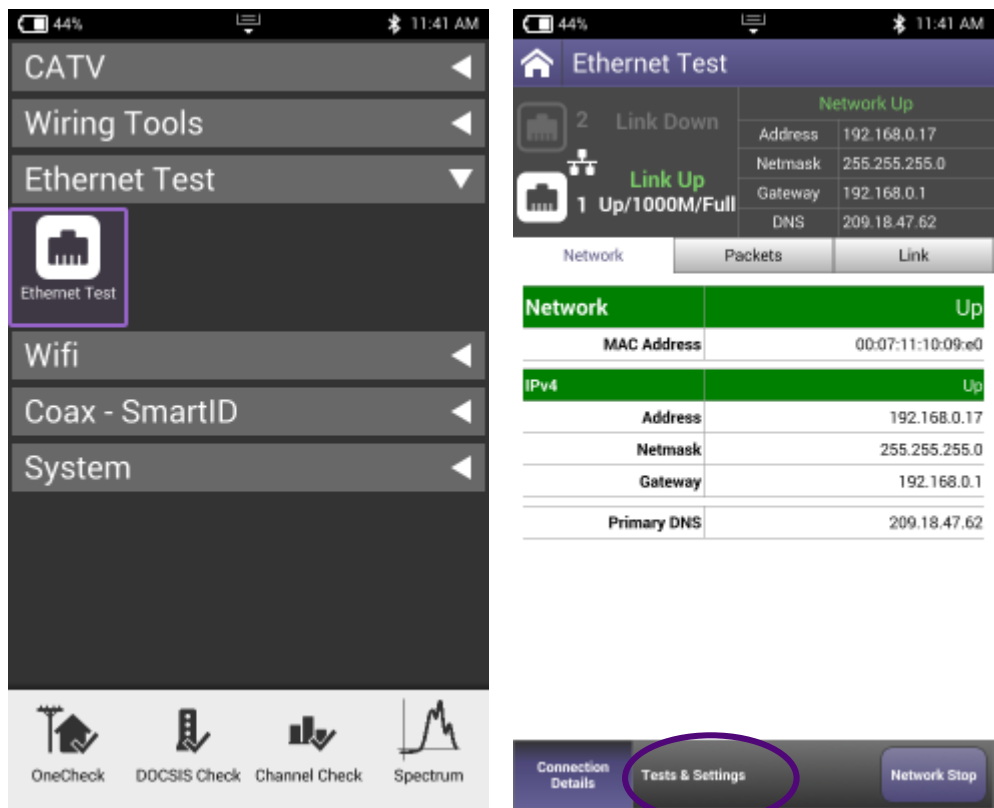 44% 11:41 AM
CATV
Wiring Tools
Ethernet Test
Ethernet Test
Wifi
Coax - SmartID
System
OneCheck DOCSIS Check Channel Check Spectrum
44% 11:41 AM
Ethernet Test
2 Link Down
Link Up
1 Up/1000M/Full
Network Up
Address 192.168.0.17
Netmask 255.255.255.0
Gateway 192.168.0.1
DNS 209.18.47.62
Network Packets Link
Network Up
MAC Address 00:07:11:10:09:e0
IPv4 Up
Address 192.168.0.17
Netmask 255.255.255.0
Gateway 192.168.0.1
Primary DNS 209.18.47.62
Connection
Details
Tests & Settings
Network Stop